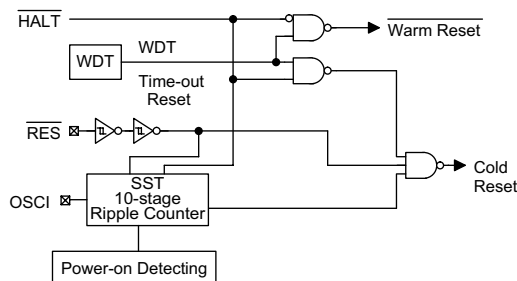 HALT
Warm Reset
WDT
WDT
Time-out
Reset
RES
Cold
Reset
OSCI
SST
10-stage
Ripple Counter
Power-on Detecting